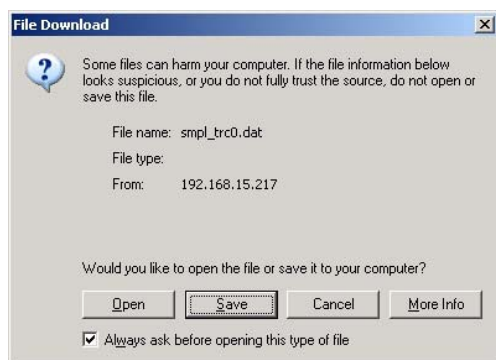 File Download
Some files can harm your computer. If the file information below
looks suspicious, or you do not fully trust the source, do not open or
save this file.
File name: smpl_trc0.dat
File type:
From: 192.168.15.217
Would you like to open the file or save it to your computer?
Open Save Cancel More Info
Always ask before opening this type of file